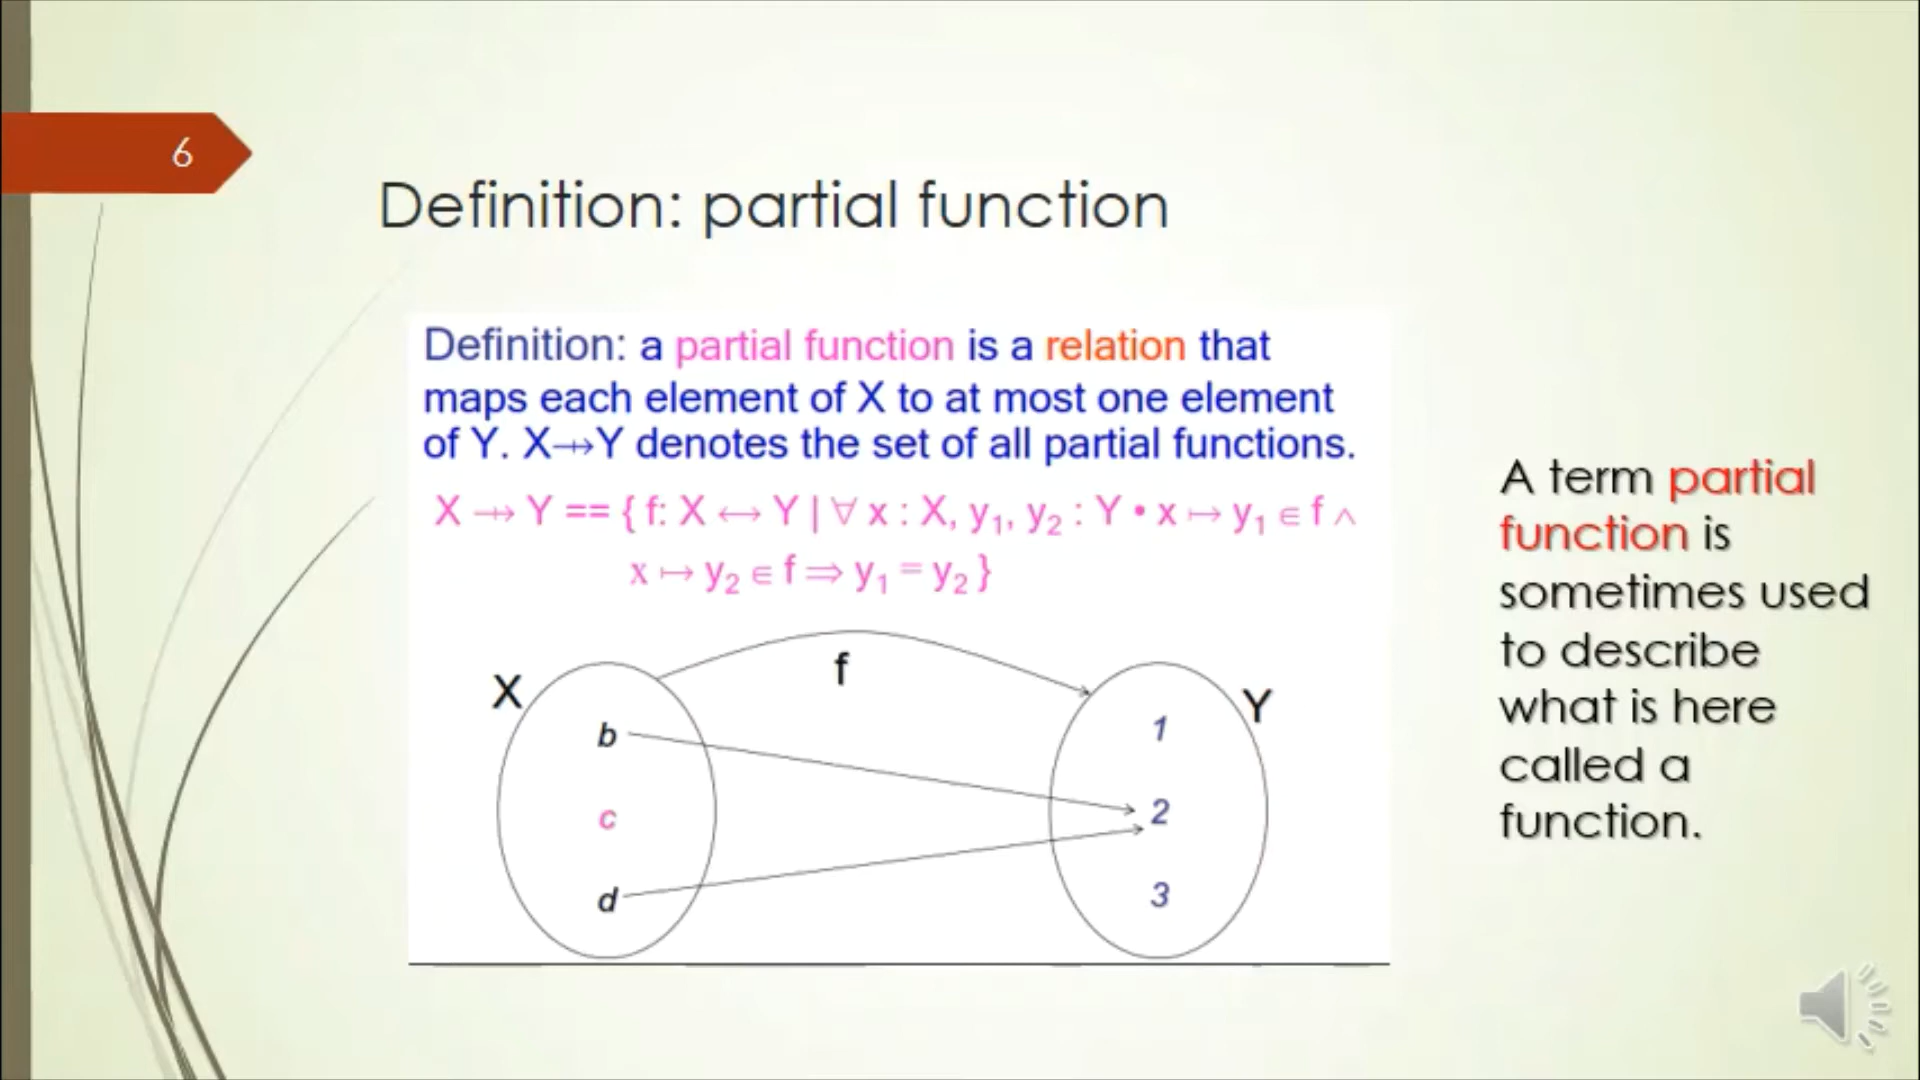 6
Definition: partial function
Definition: a partial function is a relation that
maps each element of X to at most one element
of Y. X⇸Y denotes the set of all partial functions.
X ⇸ Y == { f: X ↔ Y | ∀ x : X, y₁, y₂ : Y • x ↦ y₁ ∈ f ∧
x ↦ y₂ ∈ f ⇒ y₁ = y₂ }
f
X
Y
b
1
c
2
d
3
A term partial
function is
sometimes used
to describe
what is here
called a
function.